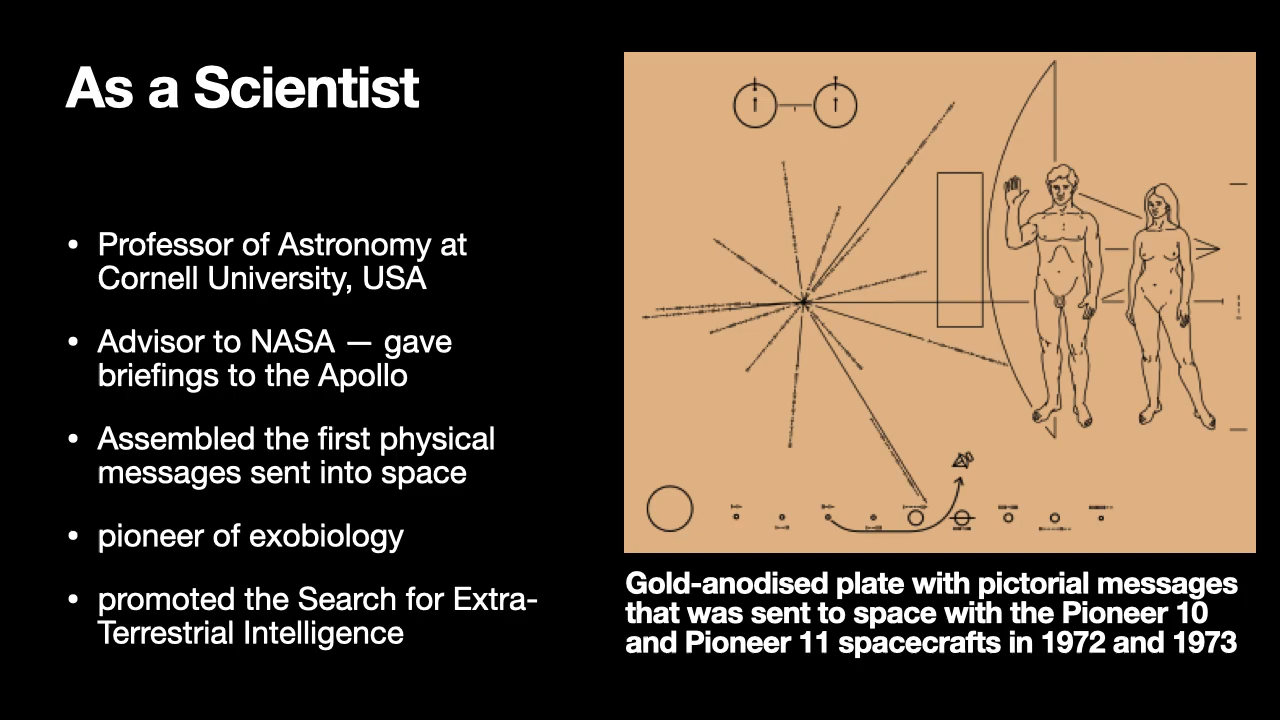 As a Scientist
• Professor of Astronomy at
Cornell University, USA
• Advisor to NASA — gave
briefings to the Apollo
• Assembled the first physical
messages sent into space
• pioneer of exobiology
• promoted the Search for Extra-
Terrestrial Intelligence
Gold-anodised plate with pictorial messages
that was sent to space with the Pioneer 10
and Pioneer 11 spacecrafts in 1972 and 1973